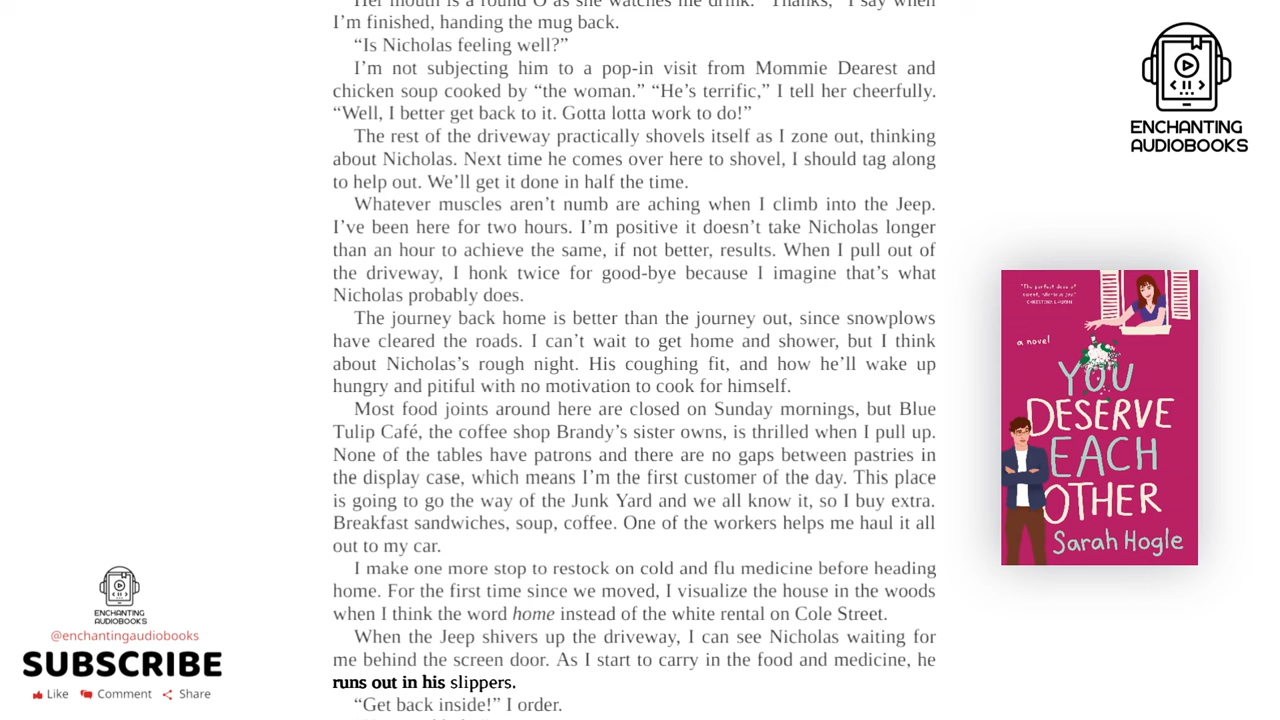 Her mouth is a round O as she watches me drink. “Thanks,” I say when
I’m finished, handing the mug back.
“Is Nicholas feeling well?”
I’m not subjecting him to a pop-in visit from Mommie Dearest and
chicken soup cooked by “the woman.” “He’s terrific,” I tell her cheerfully.
“Well, I better get back to it. Gotta lotta work to do!”
The rest of the driveway practically shovels itself as I zone out, thinking
about Nicholas. Next time he comes over here to shovel, I should tag along
to help out. We’ll get it done in half the time.
Whatever muscles aren’t numb are aching when I climb into the Jeep.
I’ve been here for two hours. I’m positive it doesn’t take Nicholas longer
than an hour to achieve the same, if not better, results. When I pull out of
the driveway, I honk twice for good-bye because I imagine that’s what
Nicholas probably does.
The journey back home is better than the journey out, since snowplows
have cleared the roads. I can’t wait to get home and shower, but I think
about Nicholas’s rough night. His coughing fit, and how he’ll wake up
hungry and pitiful with no motivation to cook for himself.
Most food joints around here are closed on Sunday mornings, but Blue
Tulip Café, the coffee shop Brandy’s sister owns, is thrilled when I pull up.
None of the tables have patrons and there are no gaps between pastries in
the display case, which means I’m the first customer of the day. This place
is going to go the way of the Junk Yard and we all know it, so I buy extra.
Breakfast sandwiches, soup, coffee. One of the workers helps me haul it all
out to my car.
I make one more stop to restock on cold and flu medicine before heading
home. For the first time since we moved, I visualize the house in the woods
when I think the word home instead of the white rental on Cole Street.
When the Jeep shivers up the driveway, I can see Nicholas waiting for
me behind the screen door. As I start to carry in the food and medicine, he
runs out in his slippers.
“Get back inside!” I order.
ENCHANTING
AUDIOBOOKS
a novel
YOU
DESERVE
EACH
OTHER
Sarah Hogle
ENCHANTING
AUDIOBOOKS
@enchantingaudiobooks
SUBSCRIBE
Like Comment Share